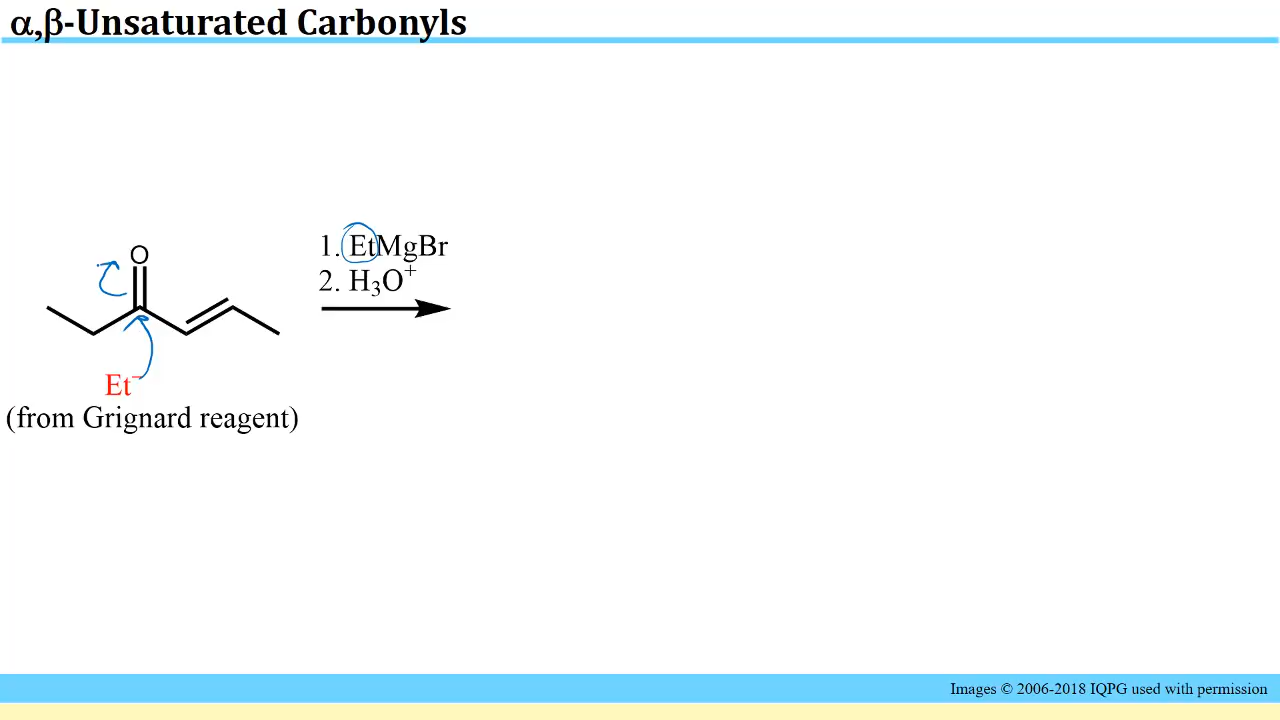 α,β-Unsaturated Carbonyls
1. EtMgBr
2. H₃O⁺
O
Et⁻
(from Grignard reagent)
Images © 2006-2018 IQPG used with permission